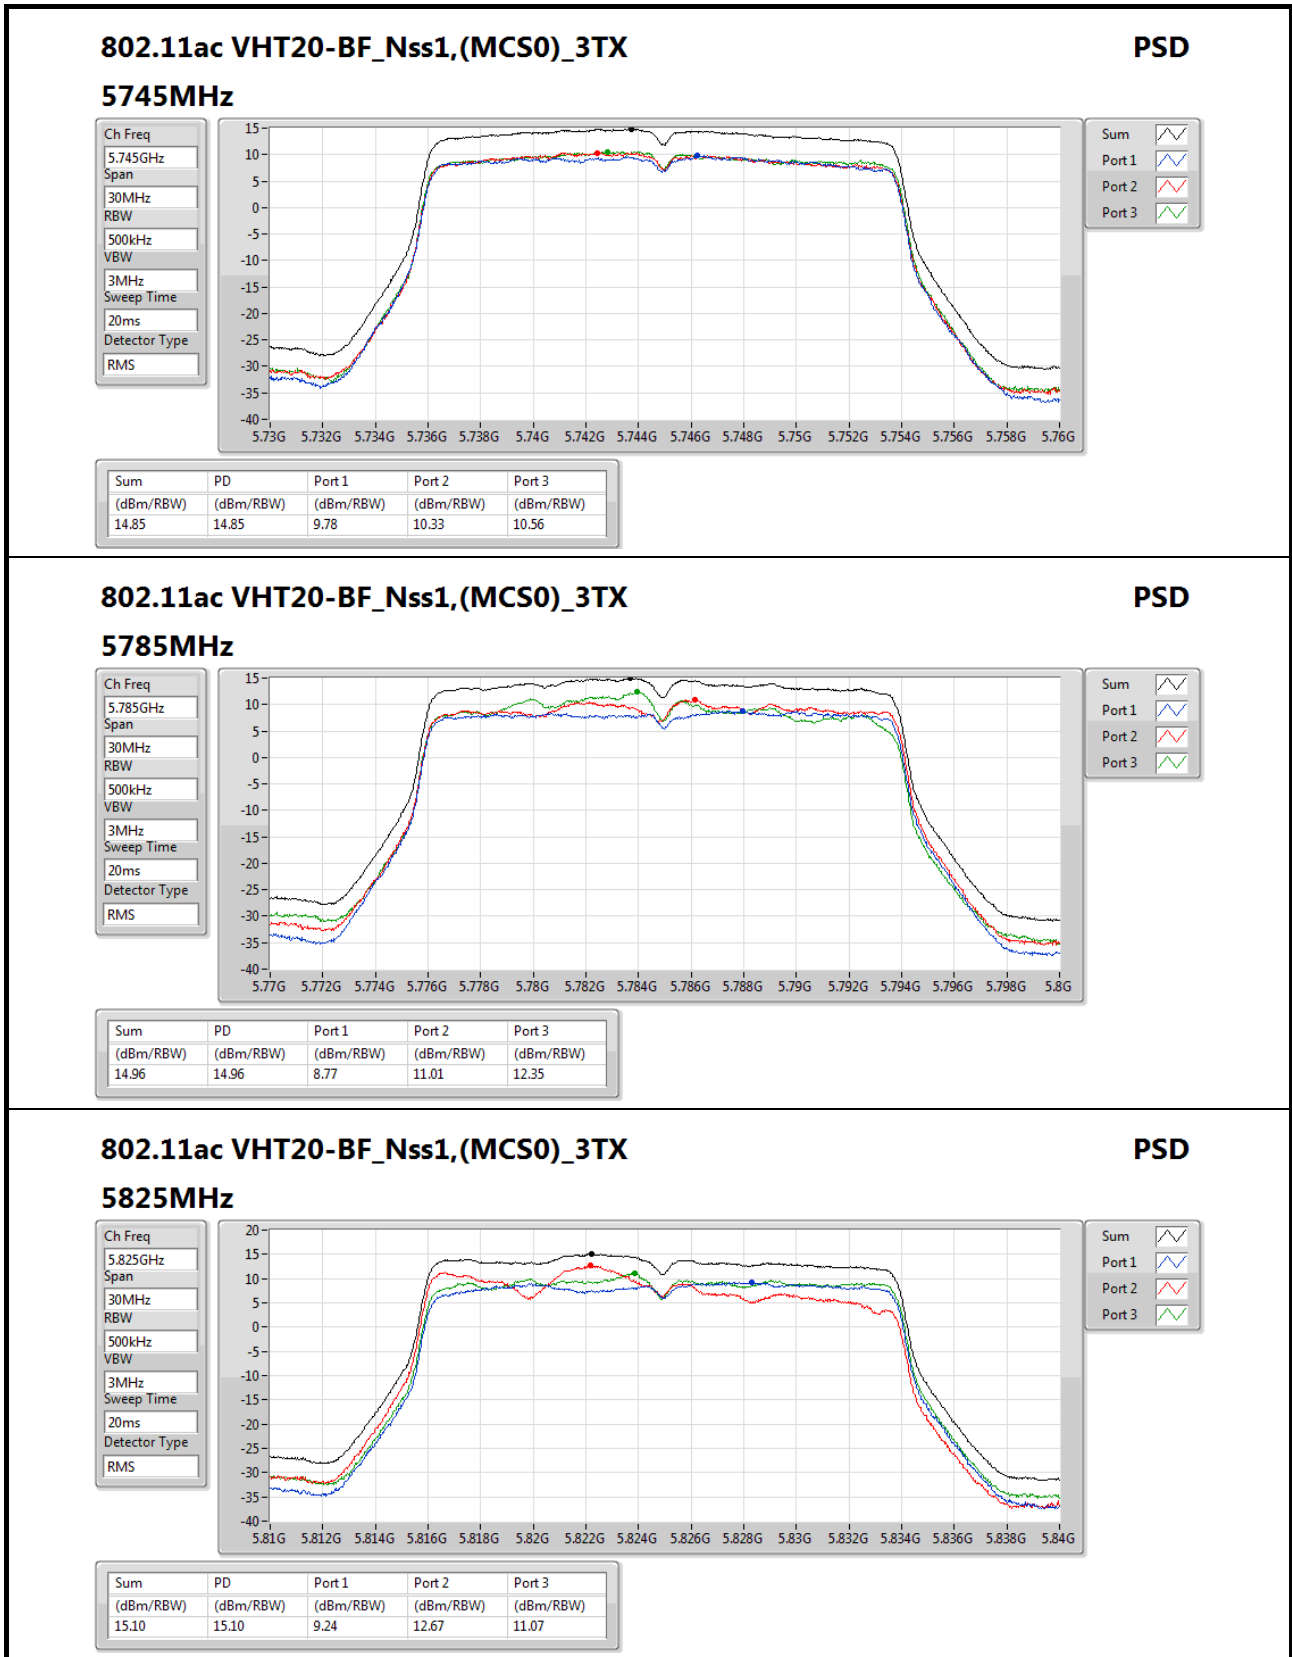 802.11ac VHT20-BF_Nss1,(MCS0)_3TX PSD
5745MHz
Ch Freq
5.745GHz
Span
30MHz
RBW
500kHz
VBW
3MHz
Sweep Time
20ms
Detector Type
RMS
15
10
5
0
-5
-10
-15
-20
-25
-30
-35
-40
5.73G 5.732G 5.734G 5.736G 5.738G 5.74G 5.742G 5.744G 5.746G 5.748G 5.75G 5.752G 5.754G 5.756G 5.758G 5.76G
Sum
Port 1
Port 2
Port 3
Sum PD Port 1 Port 2 Port 3
(dBm/RBW) (dBm/RBW) (dBm/RBW) (dBm/RBW) (dBm/RBW)
14.85 14.85 9.78 10.33 10.56
802.11ac VHT20-BF_Nss1,(MCS0)_3TX PSD
5785MHz
Ch Freq
5.785GHz
Span
30MHz
RBW
500kHz
VBW
3MHz
Sweep Time
20ms
Detector Type
RMS
15
10
5
0
-5
-10
-15
-20
-25
-30
-35
-40
5.77G 5.772G 5.774G 5.776G 5.778G 5.78G 5.782G 5.784G 5.786G 5.788G 5.79G 5.792G 5.794G 5.796G 5.798G 5.8G
Sum
Port 1
Port 2
Port 3
Sum PD Port 1 Port 2 Port 3
(dBm/RBW) (dBm/RBW) (dBm/RBW) (dBm/RBW) (dBm/RBW)
14.96 14.96 8.77 11.01 12.35
802.11ac VHT20-BF_Nss1,(MCS0)_3TX PSD
5825MHz
Ch Freq
5.825GHz
Span
30MHz
RBW
500kHz
VBW
3MHz
Sweep Time
20ms
Detector Type
RMS
20
15
10
5
0
-5
-10
-15
-20
-25
-30
-35
-40
5.81G 5.812G 5.814G 5.816G 5.818G 5.82G 5.822G 5.824G 5.826G 5.828G 5.83G 5.832G 5.834G 5.836G 5.838G 5.84G
Sum
Port 1
Port 2
Port 3
Sum PD Port 1 Port 2 Port 3
(dBm/RBW) (dBm/RBW) (dBm/RBW) (dBm/RBW) (dBm/RBW)
15.10 15.10 9.24 12.67 11.07